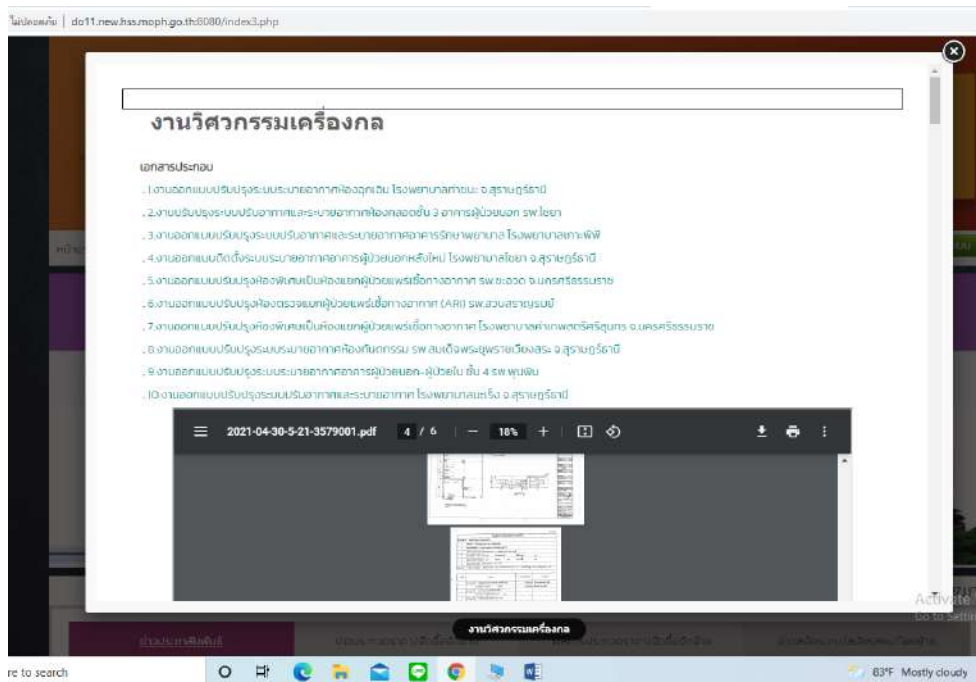 ไม่ปลอดภัย | do11.new.hss.moph.go.th:8080/index3.php
งานวิศวกรรมเครื่องกล
เอกสารประกอบ
. 1.งานออกแบบปรับปรุงระบบระบายอากาศห้องฉุกเฉิน โรงพยาบาลท่าชนะ จ.สุราษฎร์ธานี
. 2.งานปรับปรุงระบบปรับอากาศและระบายอากาศห้องคลอดชั้น 3 อาคารผู้ป่วยนอก รพ.ไชยา
. 3.งานออกแบบปรับปรุงระบบปรับอากาศและระบายอากาศอาคารรักษาพยาบาล โรงพยาบาลเกาะพีพี
. 4.งานออกแบบติดตั้งระบบระบายอากาศอาคารผู้ป่วยนอกหลังใหม่ โรงพยาบาลไชยา จ.สุราษฎร์ธานี
. 5.งานออกแบบปรับปรุงห้องพิเศษเป็นห้องแยกผู้ป่วยแพร่เชื้อทางอากาศ รพ.ชะอวด จ.นครศรีธรรมราช
. 6.งานออกแบบปรับปรุงห้องตรวจแยกผู้ป่วยแพร่เชื้อทางอากาศ (ARI) รพ.สวนสราญรมย์
. 7.งานออกแบบปรับปรุงห้องพิเศษเป็นห้องแยกผู้ป่วยแพร่เชื้อทางอากาศ โรงพยาบาลค่ายเทพสตรีศรีสุนทร จ.นครศรีธรรมราช
. 8.งานออกแบบปรับปรุงระบบระบายอากาศห้องทันตกรรม รพ.สมเด็จพระยุพราชเวียงสระ จ.สุราษฎร์ธานี
. 9.งานออกแบบปรับปรุงระบบระบายอากาศอาคารผู้ป่วยนอก-ผู้ป่วยใน ชั้น 4 รพ.พุนพิน
. 10.งานออกแบบปรับปรุงระบบปรับอากาศและระบายอากาศ โรงพยาบาลมะเร็ง จ.สุราษฎร์ธานี
2021-04-30-5-21-3579001.pdf 4 / 6 | − 18% +
Activate
Go to Settin
งานวิศวกรรมเครื่องกล
ข่าวประชาสัมพันธ์
re to search
83°F Mostly cloudy